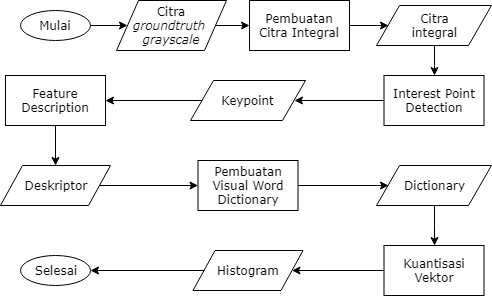 Mulai
Citra
groundtruth
grayscale
Pembuatan
Citra Integral
Citra
integral
Interest Point
Detection
Keypoint
Feature
Description
Deskriptor
Pembuatan
Visual Word
Dictionary
Dictionary
Kuantisasi
Vektor
Histogram
Selesai